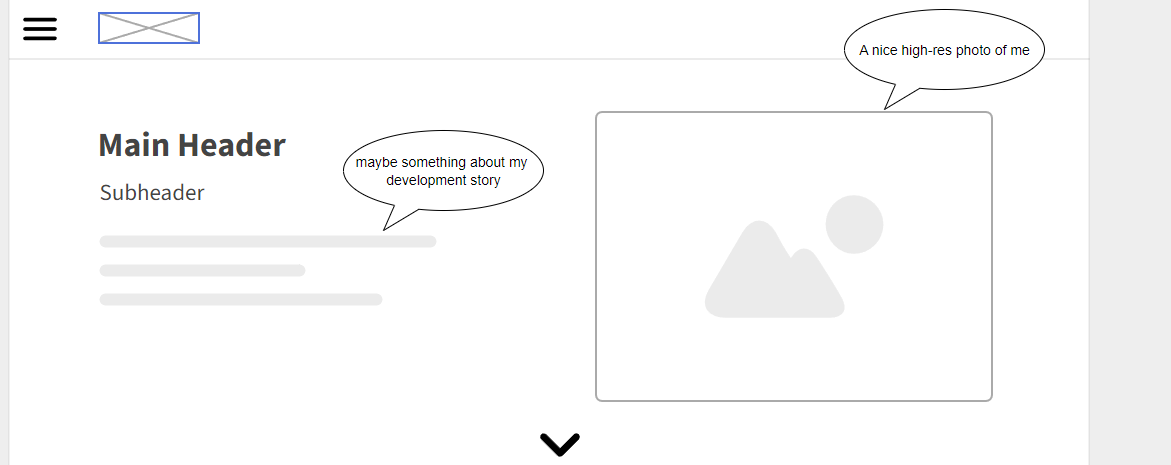 A nice high-res photo of me
Main Header
maybe something about my
development story
Subheader